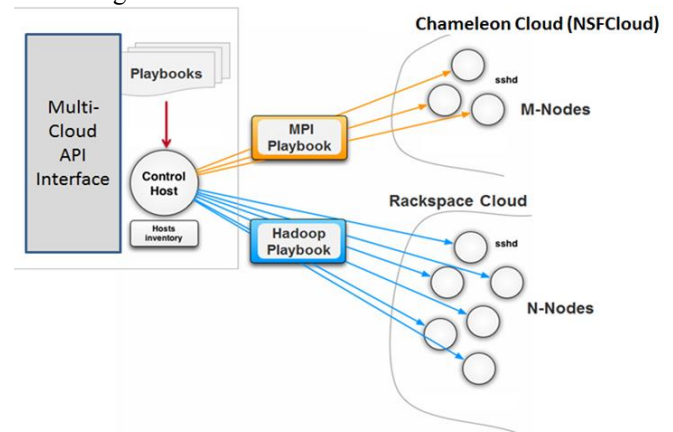 Chameleon Cloud (NSFCloud)
Playbooks
sshd
Multi-
Cloud
API
Interface
M-Nodes
MPI
Playbook
Control
Host
Rackspace Cloud
Hosts
inventory
Hadoop
Playbook
sshd
N-Nodes